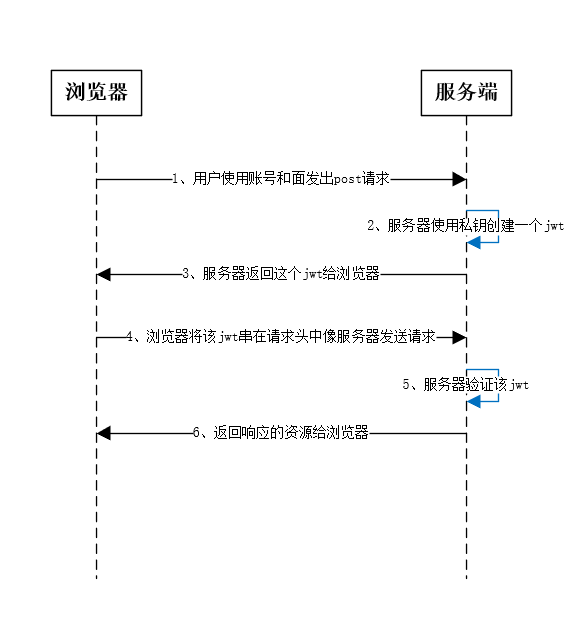 浏览器
服务端
1、用户使用账号和面发出post请求
2、服务器使用私钥创建一个jwt
3、服务器返回这个jwt给浏览器
4、浏览器将该jwt串在请求头中像服务器发送请求
5、服务器验证该jwt
6、返回响应的资源给浏览器